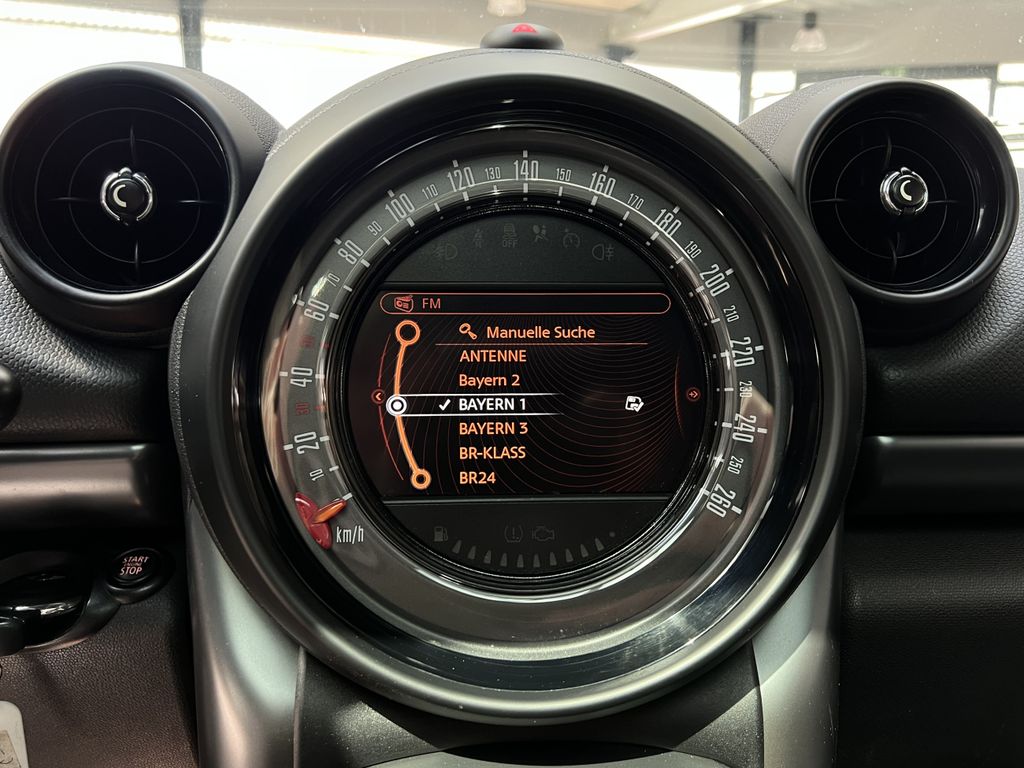 OFF
10
20
30
40
50
60
70
80
90
100
110
120
130
140
150
160
170
180
190
200
210
220
230
240
250
260
km/h
FM
Manuelle Suche
ANTENNE
Bayern 2
BAYERN 1
BAYERN 3
BR-KLASS
BR24
START
ENGINE
STOP